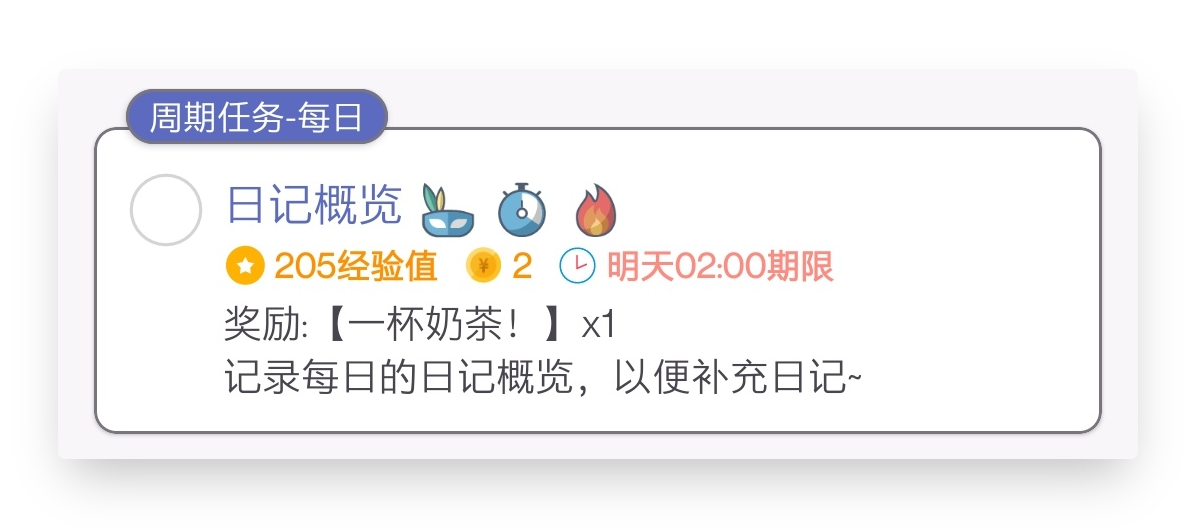 周期任务-每日
日记概览
205经验值 2 明天02:00期限
奖励:【一杯奶茶！】x1
记录每日的日记概览，以便补充日记~